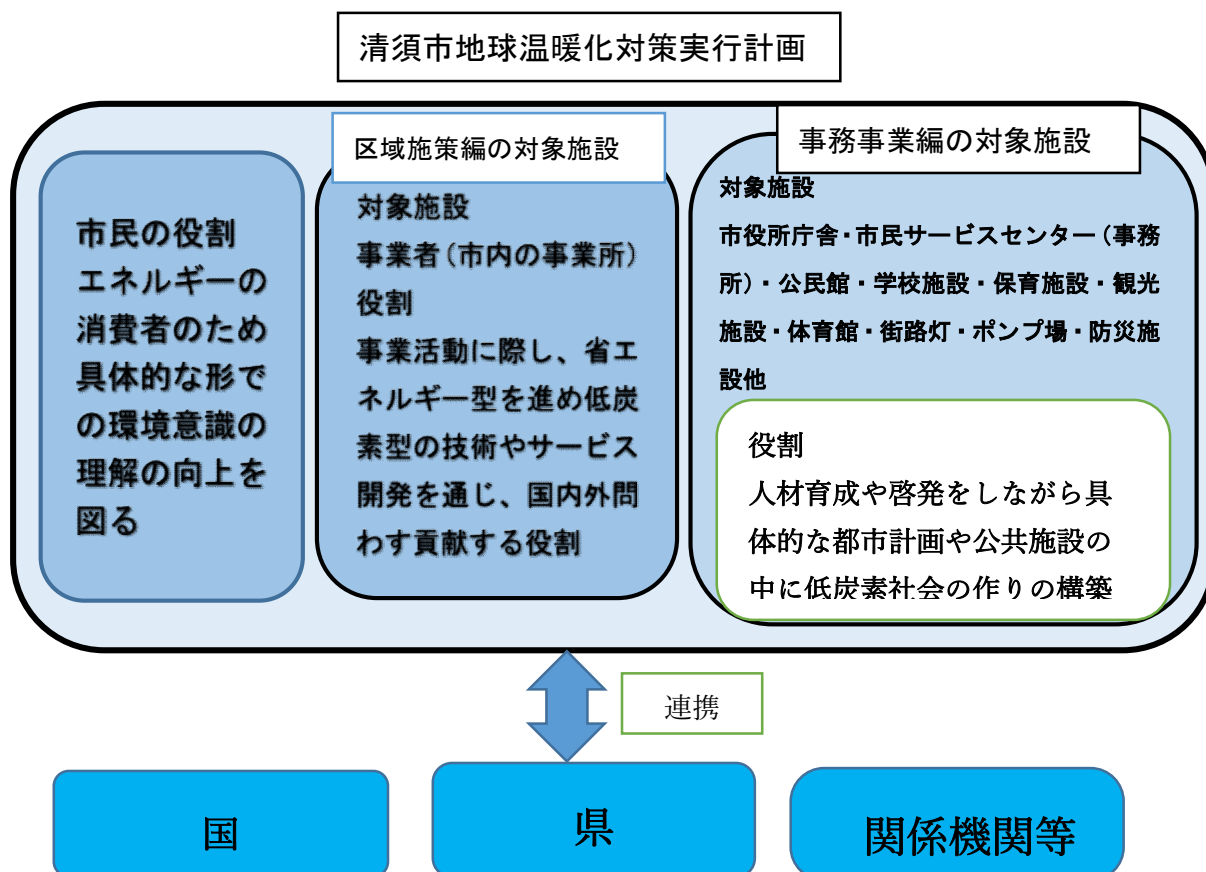 清須市地球温暖化対策実行計画
市民の役割
エネルギーの
消費者のため
具体的な形で
の環境意識の
理解の向上を
図る
区域施策編の対象施設
対象施設
事業者(市内の事業所)
役割
事業活動に際し、省エ
ネルギー型を進め低炭
素型の技術やサービス
開発を通じ、国内外問
わす貢献する役割
事務事業編の対象施設
対象施設
市役所庁舎・市民サービスセンター(事務
所)・公民館・学校施設・保育施設・観光
施設・体育館・街路灯・ポンプ場・防災施
設他
役割
人材育成や啓発をしながら具
体的な都市計画や公共施設の
中に低炭素社会の作りの構築
連携
国
県
関係機関等